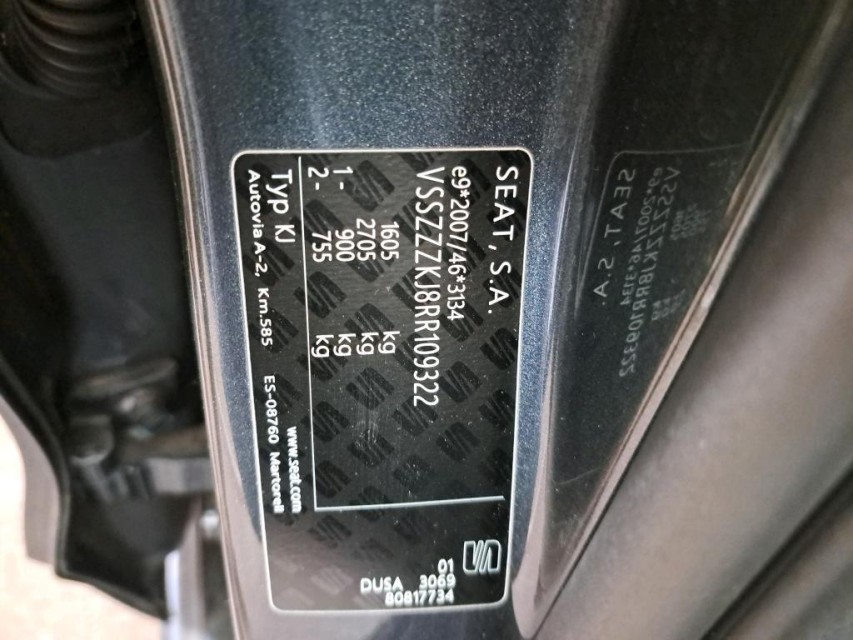 SEAT, S.A.
e9*2007/46*3134
VSSZZZKJ8RR109322
1605 kg
2705 kg
1- 900 kg
2- 755 kg
Typ KJ
www.seat.com
Autovia A-2, Km.585 ES-08760 Martorell
01
DUSA 3069
80817734